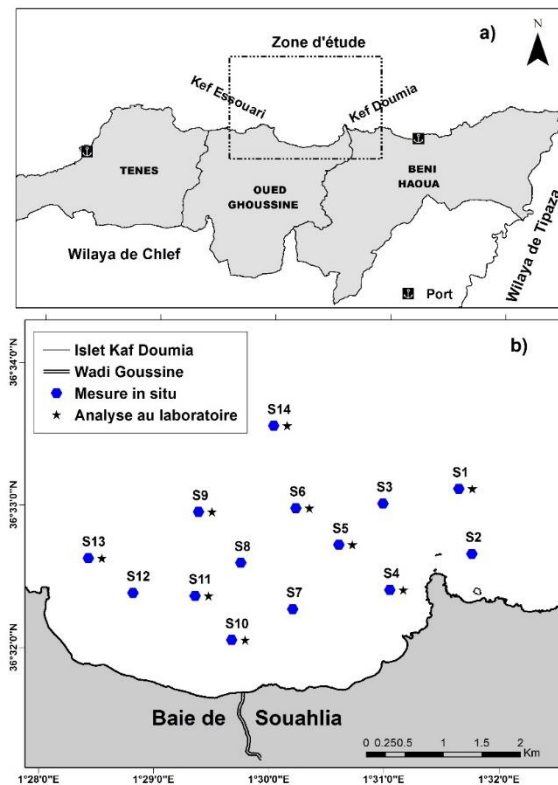 a)
N
Zone d'étude
Kef Essouari
Kef Doumia
TENES
OUED
GHOUSSINE
BENI
HAOUA
Wilaya de Chlef
Wilaya de Tipaza
Port
b)
Islet Kaf Doumia
Wadi Goussine
Mesure in situ
Analyse au laboratoire
36°34'0"N
S14
S1
S3
S6
S9
36°33'0"N
S5
S2
S13
S8
S12
S11
S4
S7
S10
36°32'0"N
Baie de Souahlia
0 0.25 0.5 1 1.5 2
Km
1°28'0"E 1°29'0"E 1°30'0"E 1°31'0"E 1°32'0"E